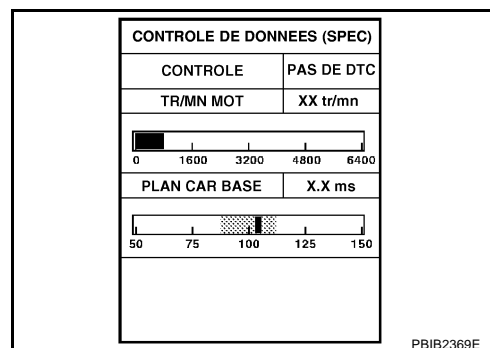 CONTROLE DE DONNEES (SPEC)
CONTROLE PAS DE DTC
TR/MN MOT XX tr/mn
0 1600 3200 4800 6400
PLAN CAR BASE X.X ms
50 75 100 125 150
PBIB2369E